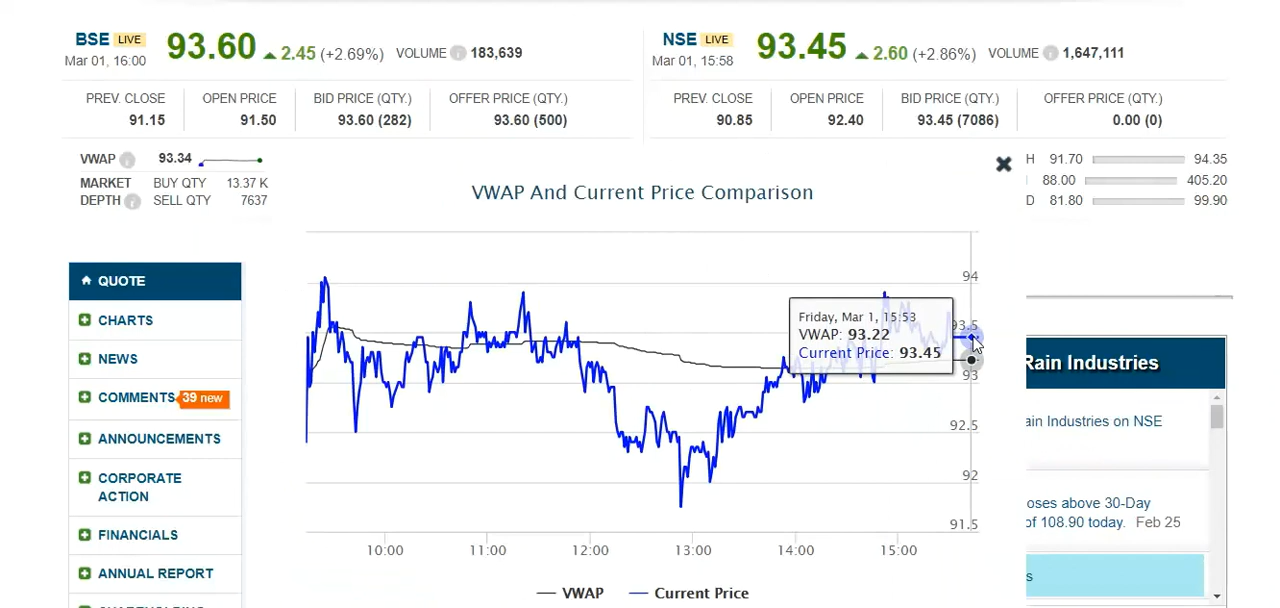 BSE LIVE 93.60 2.45 (+2.69%) VOLUME i 183,639
Mar 01, 16:00
PREV. CLOSE OPEN PRICE BID PRICE (QTY.) OFFER PRICE (QTY.)
91.15 91.50 93.60 (282) 93.60 (500)
NSE LIVE 93.45 2.60 (+2.86%) VOLUME i 1,647,111
Mar 01, 15:58
PREV. CLOSE OPEN PRICE BID PRICE (QTY.) OFFER PRICE (QTY.)
90.85 92.40 93.45 (7086) 0.00 (0)
VWAP i 93.34
MARKET BUY QTY 13.37 K
DEPTH i SELL QTY 7637
H 91.70 94.35
88.00 405.20
D 81.80 99.90
VWAP And Current Price Comparison
94
93.5
93
92.5
92
91.5
Friday, Mar 1, 15:53
VWAP: 93.22
Current Price: 93.45
10:00 11:00 12:00 13:00 14:00 15:00
VWAP Current Price
QUOTE
CHARTS
NEWS
COMMENTS 39 new
ANNOUNCEMENTS
CORPORATE
ACTION
FINANCIALS
ANNUAL REPORT
Rain Industries
ain Industries on NSE
oses above 30-Day
of 108.90 today. Feb 25
s